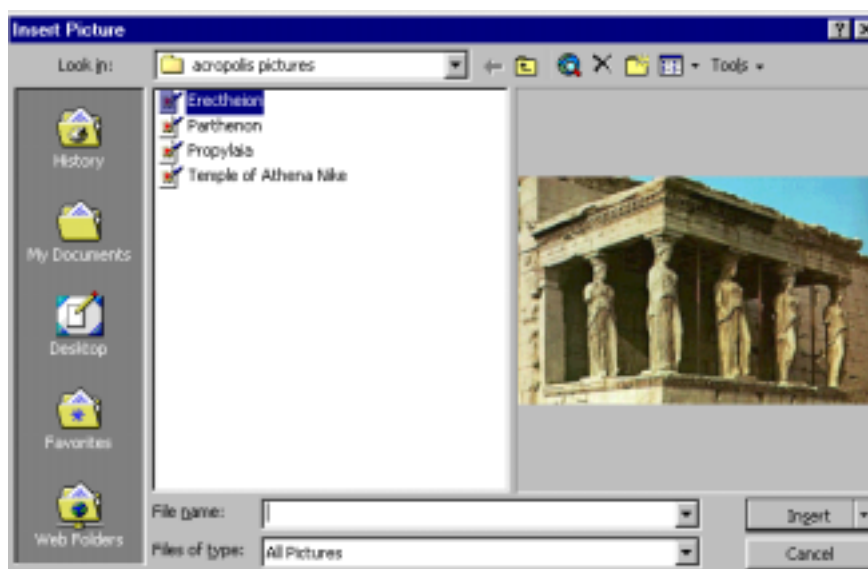 Insert Picture
Look in: acropolis pictures Tools
History
My Documents
Desktop
Favorites
Web Folders
Erectheion
Parthenon
Propylaia
Temple of Athena Nike
File name:
Files of type: All Pictures
Insert
Cancel